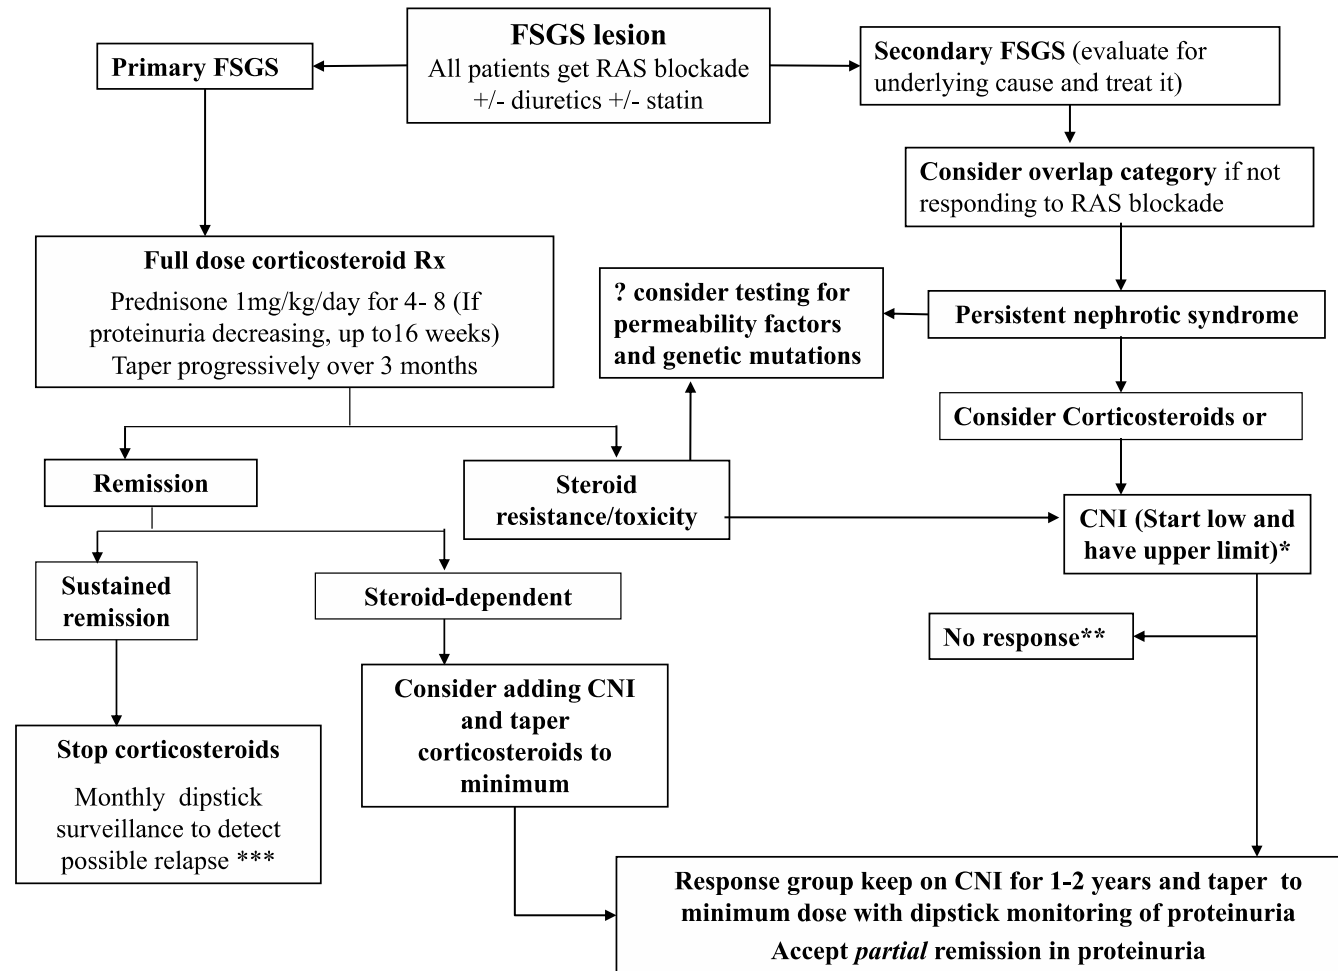 FSGS lesion
All patients get RAS blockade
+/- diuretics +/- statin
Primary FSGS
Secondary FSGS (evaluate for
underlying cause and treat it)
Consider overlap category if not
responding to RAS blockade
Full dose corticosteroid Rx
Prednisone 1mg/kg/day for 4- 8 (If
proteinuria decreasing, up to16 weeks)
Taper progressively over 3 months
? consider testing for
permeability factors
and genetic mutations
Persistent nephrotic syndrome
Consider Corticosteroids or
Remission
Steroid
resistance/toxicity
CNI (Start low and
have upper limit)*
Sustained
remission
Steroid-dependent
No response**
Consider adding CNI
and taper
corticosteroids to
minimum
Stop corticosteroids
Monthly dipstick
surveillance to detect
possible relapse ***
Response group keep on CNI for 1-2 years and taper to
minimum dose with dipstick monitoring of proteinuria
Accept partial remission in proteinuria